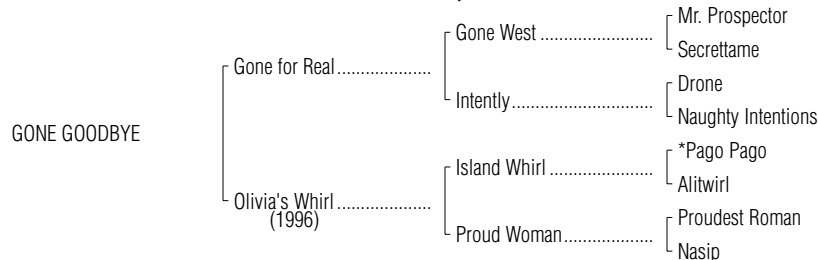 Mr. Prospector
Gone West ....................
Secrettame
Gone for Real ...................
Drone
Intently .........................
Naughty Intentions
GONE GOODBYE
*Pago Pago
Island Whirl ..................
Alitwirl
Olivia's Whirl ...................
(1996)
Proudest Roman
Proud Woman ................
Nasip